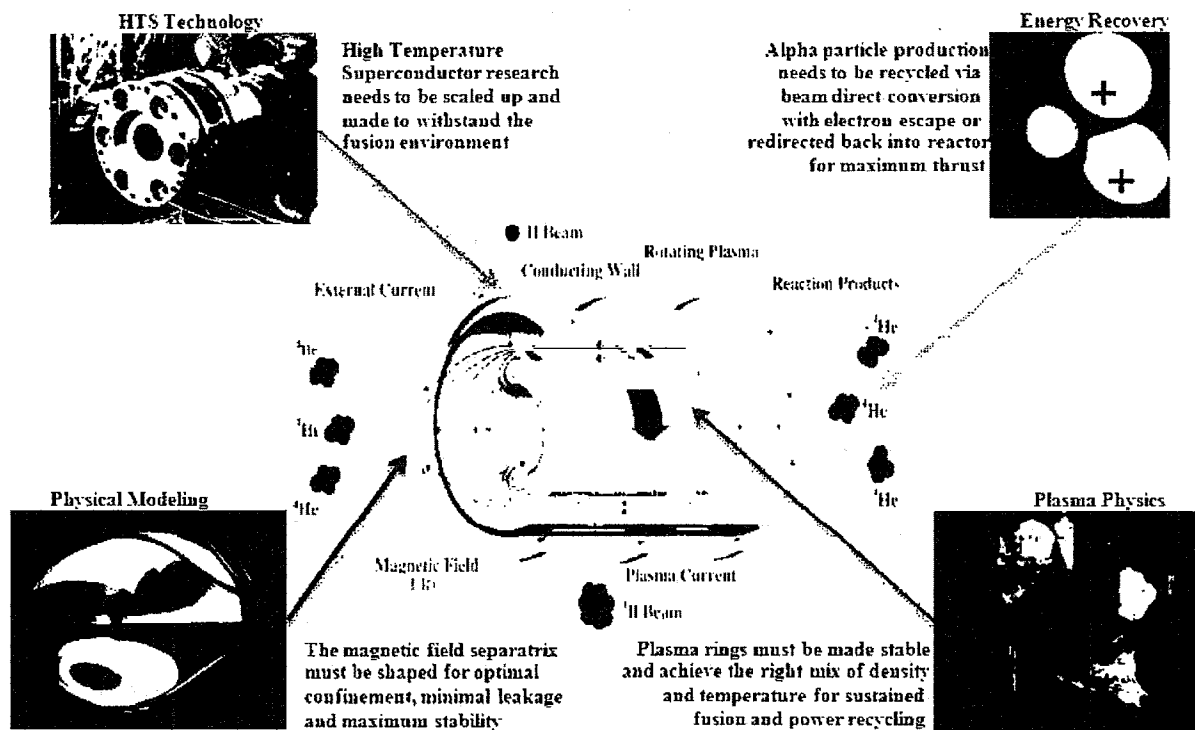 HTS Technology
High Temperature
Superconductor research
needs to be scaled up and
made to withstand the
fusion environment
Energy Recovery
Alpha particle production
needs to be recycled via
beam direct conversion
with electron escape or
redirected back into reactor
for maximum thrust
H Beam
Rotating Plasma
Conducting Wall
External Current
Reaction Products
He
He
He
He
He
Physical Modeling
Plasma Physics
Magnetic Field
Plasma Current
H Beam
The magnetic field separatrix
must be shaped for optimal
confinement, minimal leakage
and maximum stability
Plasma rings must be made stable
and achieve the right mix of density
and temperature for sustained
fusion and power recycling